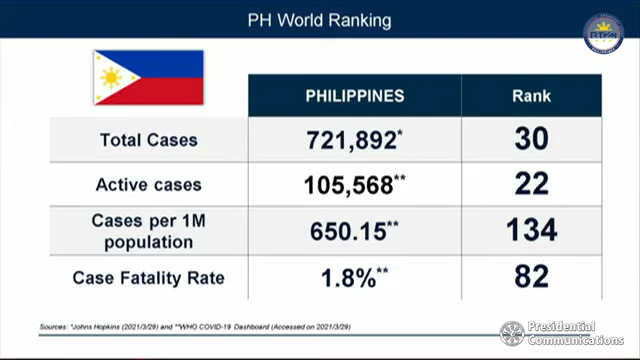 PH World Ranking
RTVM
PHILIPPINES Rank
Total Cases 721,892* 30
Active cases 105,568** 22
Cases per 1M
population 650.15** 134
Case Fatality Rate 1.8%** 82
Sources: *Johns Hopkins (2021/3/29) and **WHO COVID-19 Dashboard (Accessed on 2021/3/29)
Presidential
Communications